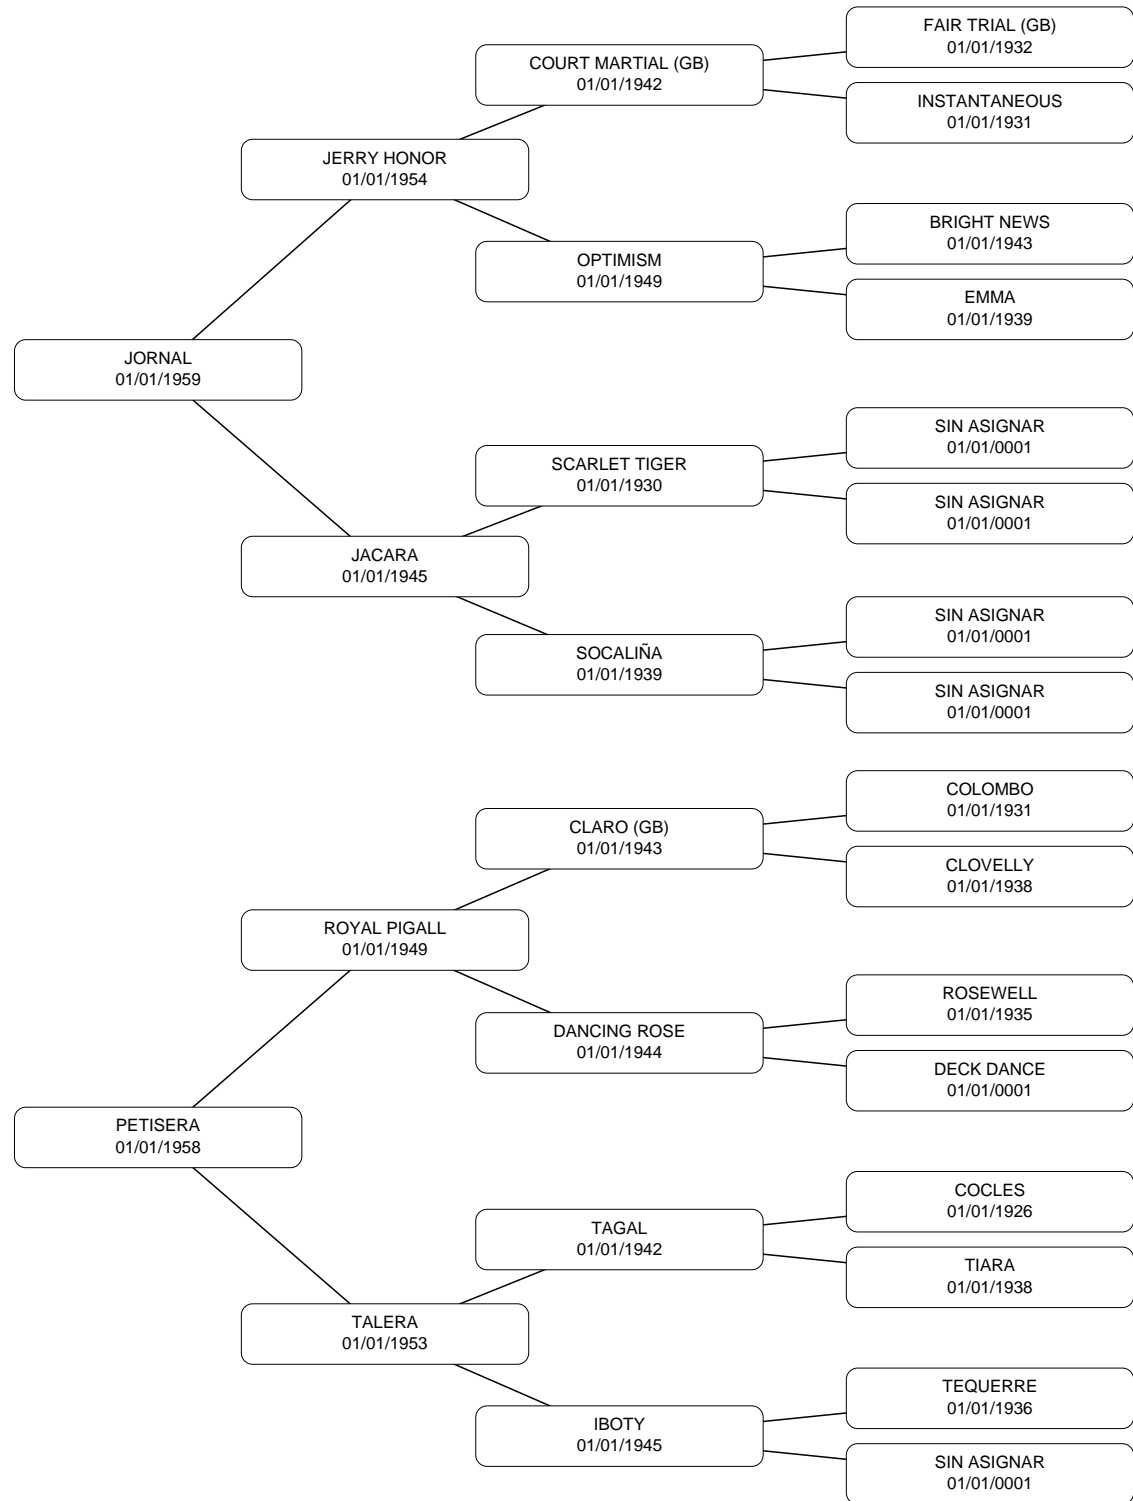 FAIR TRIAL (GB)
01/01/1932
COURT MARTIAL (GB)
01/01/1942
INSTANTANEOUS
01/01/1931
JERRY HONOR
01/01/1954
BRIGHT NEWS
01/01/1943
OPTIMISM
01/01/1949
EMMA
01/01/1939
JORNAL
01/01/1959
SIN ASIGNAR
01/01/0001
SCARLET TIGER
01/01/1930
SIN ASIGNAR
01/01/0001
JACARA
01/01/1945
SIN ASIGNAR
01/01/0001
SOCALIÑA
01/01/1939
SIN ASIGNAR
01/01/0001
COLOMBO
01/01/1931
CLARO (GB)
01/01/1943
CLOVELLY
01/01/1938
ROYAL PIGALL
01/01/1949
ROSEWELL
01/01/1935
DANCING ROSE
01/01/1944
DECK DANCE
01/01/0001
PETISERA
01/01/1958
COCLES
01/01/1926
TAGAL
01/01/1942
TIARA
01/01/1938
TALERA
01/01/1953
TEQUERRE
01/01/1936
IBOTY
01/01/1945
SIN ASIGNAR
01/01/0001